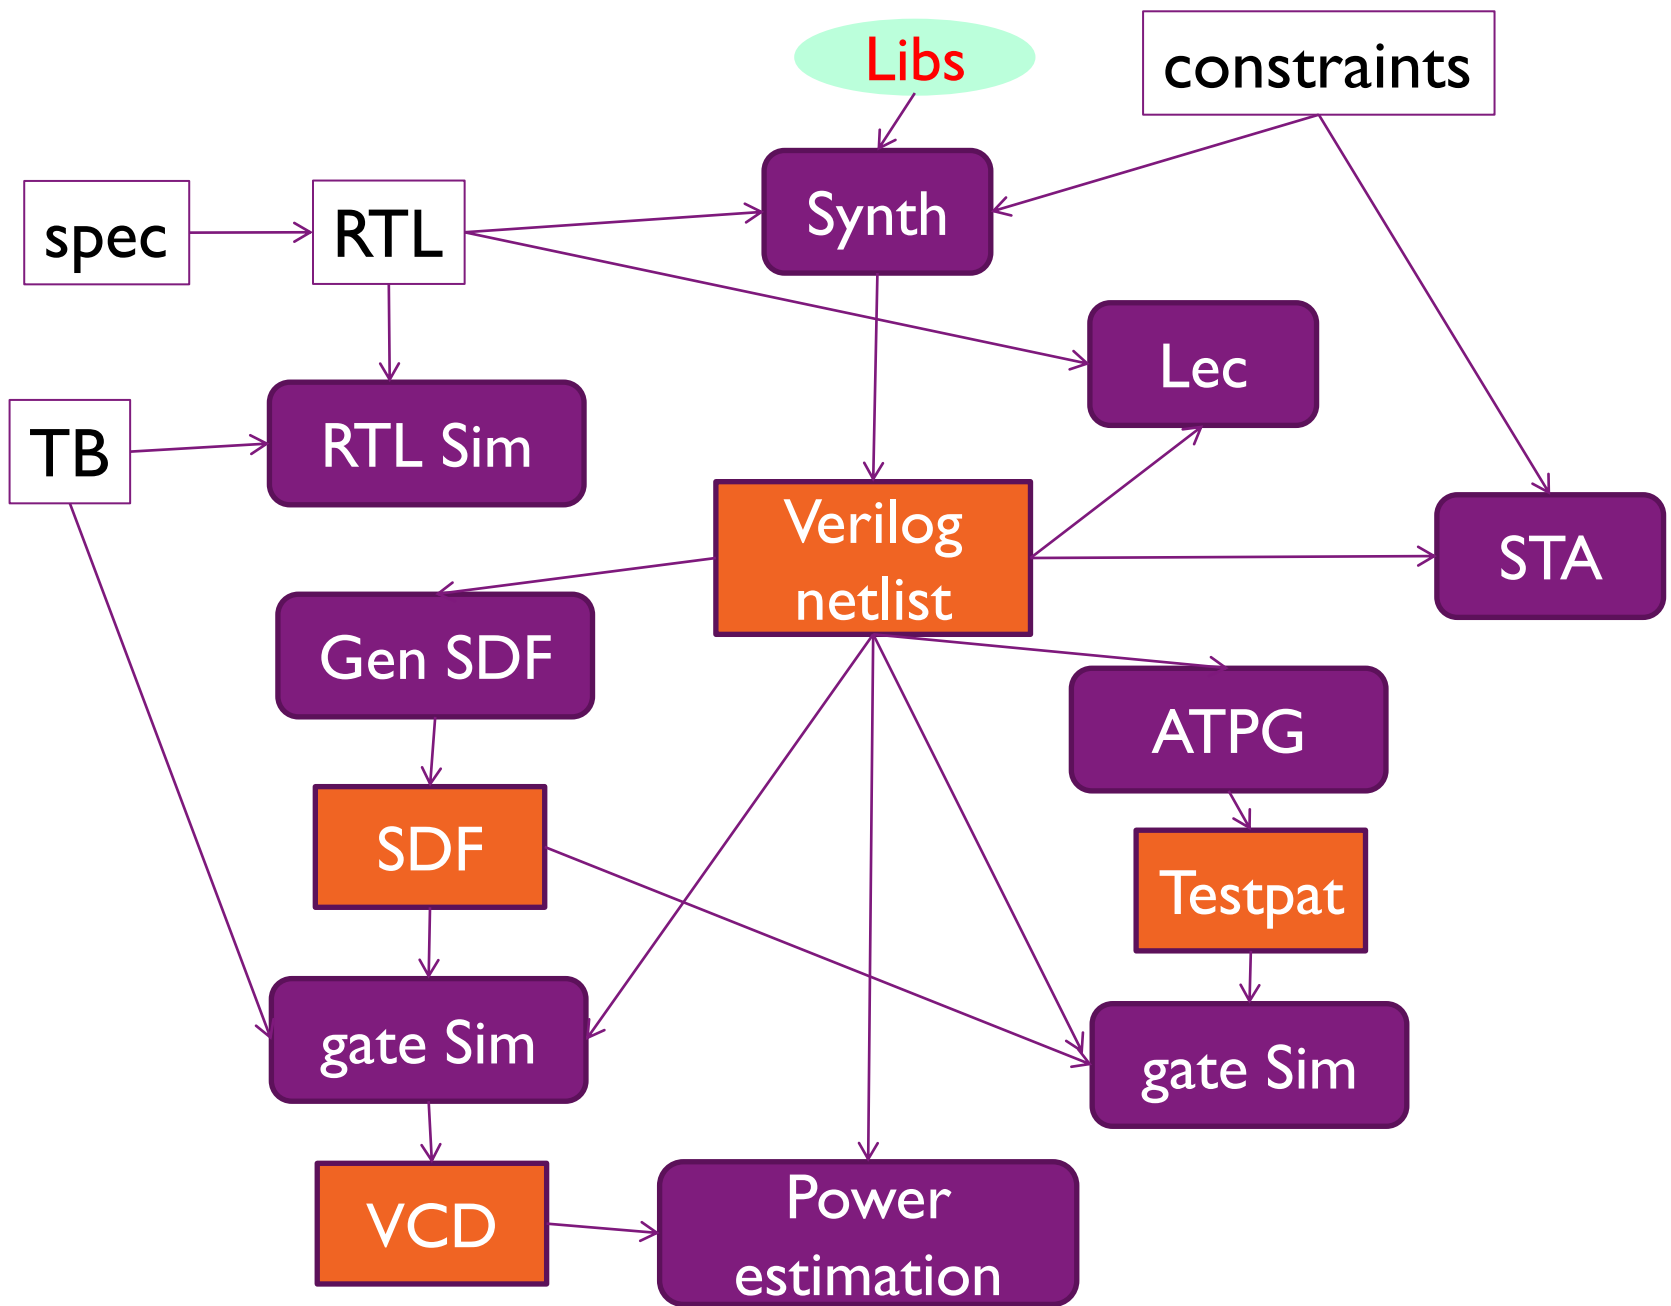 Libs
constraints
spec
RTL
Synth
Lec
TB
RTL Sim
Verilog
netlist
STA
Gen SDF
ATPG
SDF
Testpat
gate Sim
gate Sim
VCD
Power
estimation